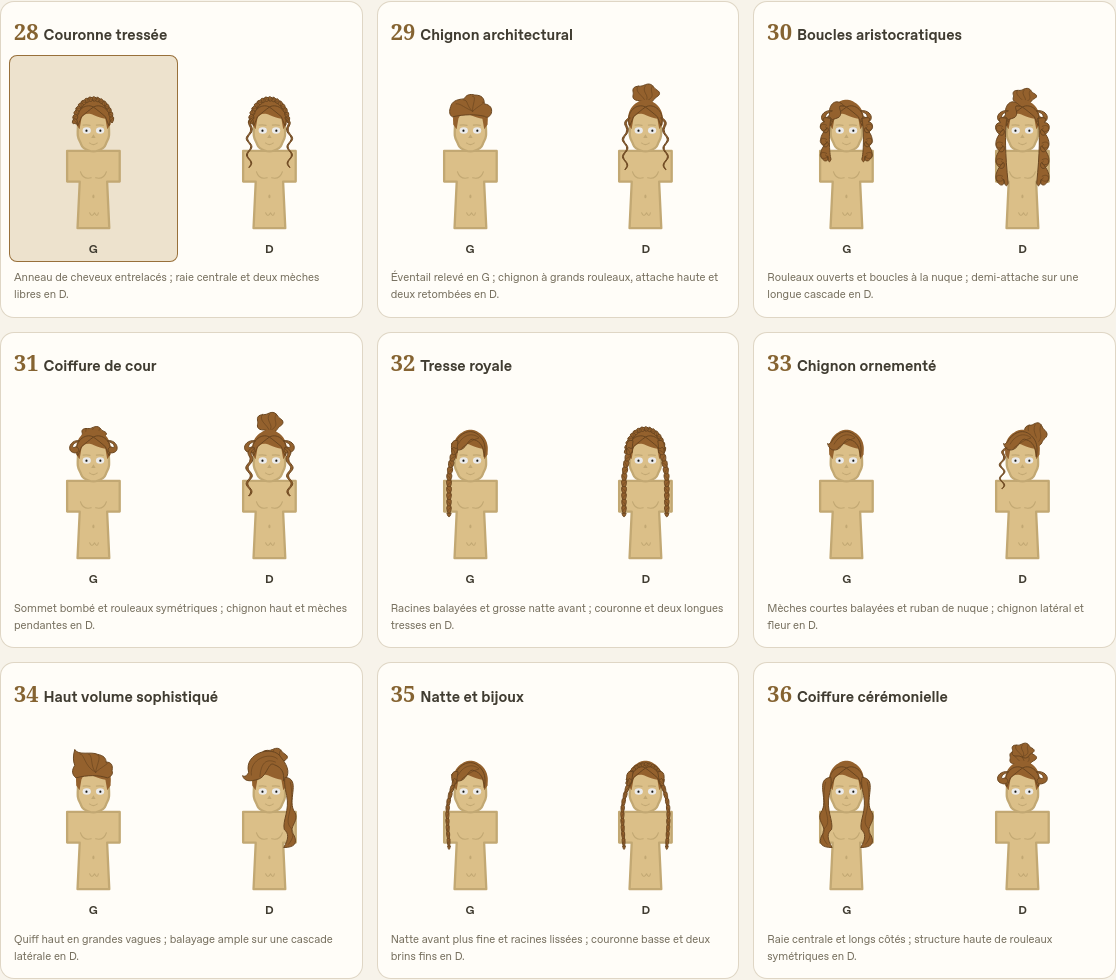 28 Couronne tressée
G
D
Anneau de cheveux entrelacés ; raie centrale et deux mèches
libres en D.
29 Chignon architectural
G
D
Éventail relevé en G ; chignon à grands rouleaux, attache haute et
deux retombées en D.
30 Boucles aristocratiques
G
D
Rouleaux ouverts et boucles à la nuque ; demi-attache sur une
longue cascade en D.
31 Coiffure de cour
G
D
Sommet bombé et rouleaux symétriques ; chignon haut et mèches
pendantes en D.
32 Tresse royale
G
D
Racines balayées et grosse natte avant ; couronne et deux longues
tresses en D.
33 Chignon ornementé
G
D
Mèches courtes balayées et ruban de nuque ; chignon latéral et
fleur en D.
34 Haut volume sophistiqué
G
D
Quiff haut en grandes vagues ; balayage ample sur une cascade
latérale en D.
35 Natte et bijoux
G
D
Natte avant plus fine et racines lissées ; couronne basse et deux
brins fins en D.
36 Coiffure cérémonielle
G
D
Raie centrale et longs côtés ; structure haute de rouleaux
symétriques en D.